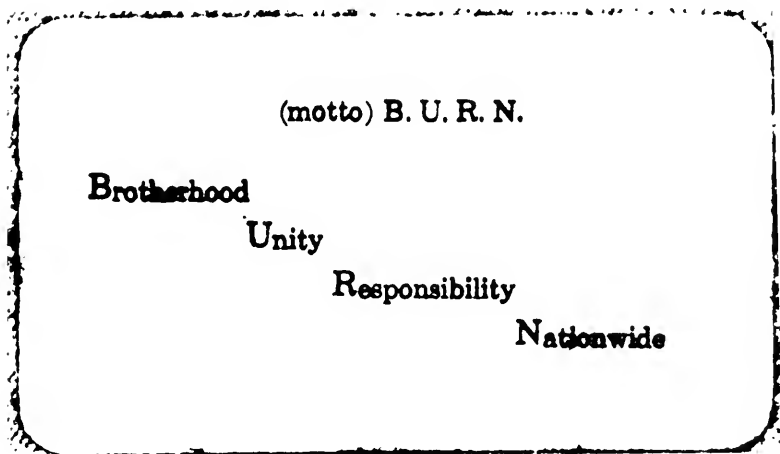 (motto) B. U. R. N.
Brotherhood
Unity
Responsibility
Nationwide